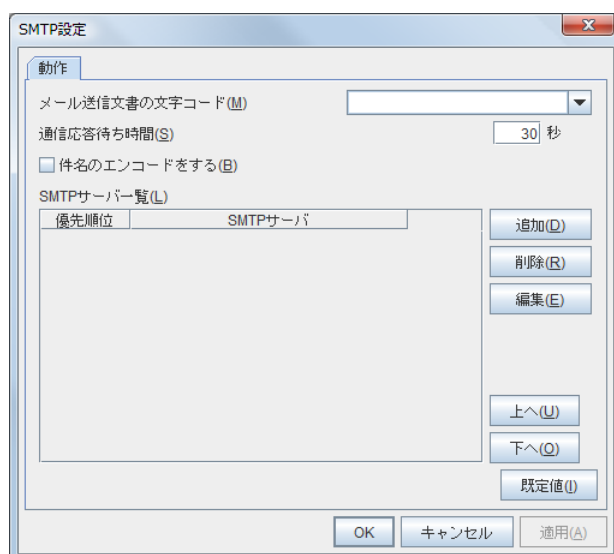 SMTP設定
動作
メール送信文書の文字コード(M)
通信応答待ち時間(S) 30 秒
件名のエンコードをする(B)
SMTPサーバ一覧(L)
優先順位 SMTPサーバ
追加(D)
削除(R)
編集(E)
上へ(U)
下へ(O)
既定値(I)
OK キャンセル 適用(A)